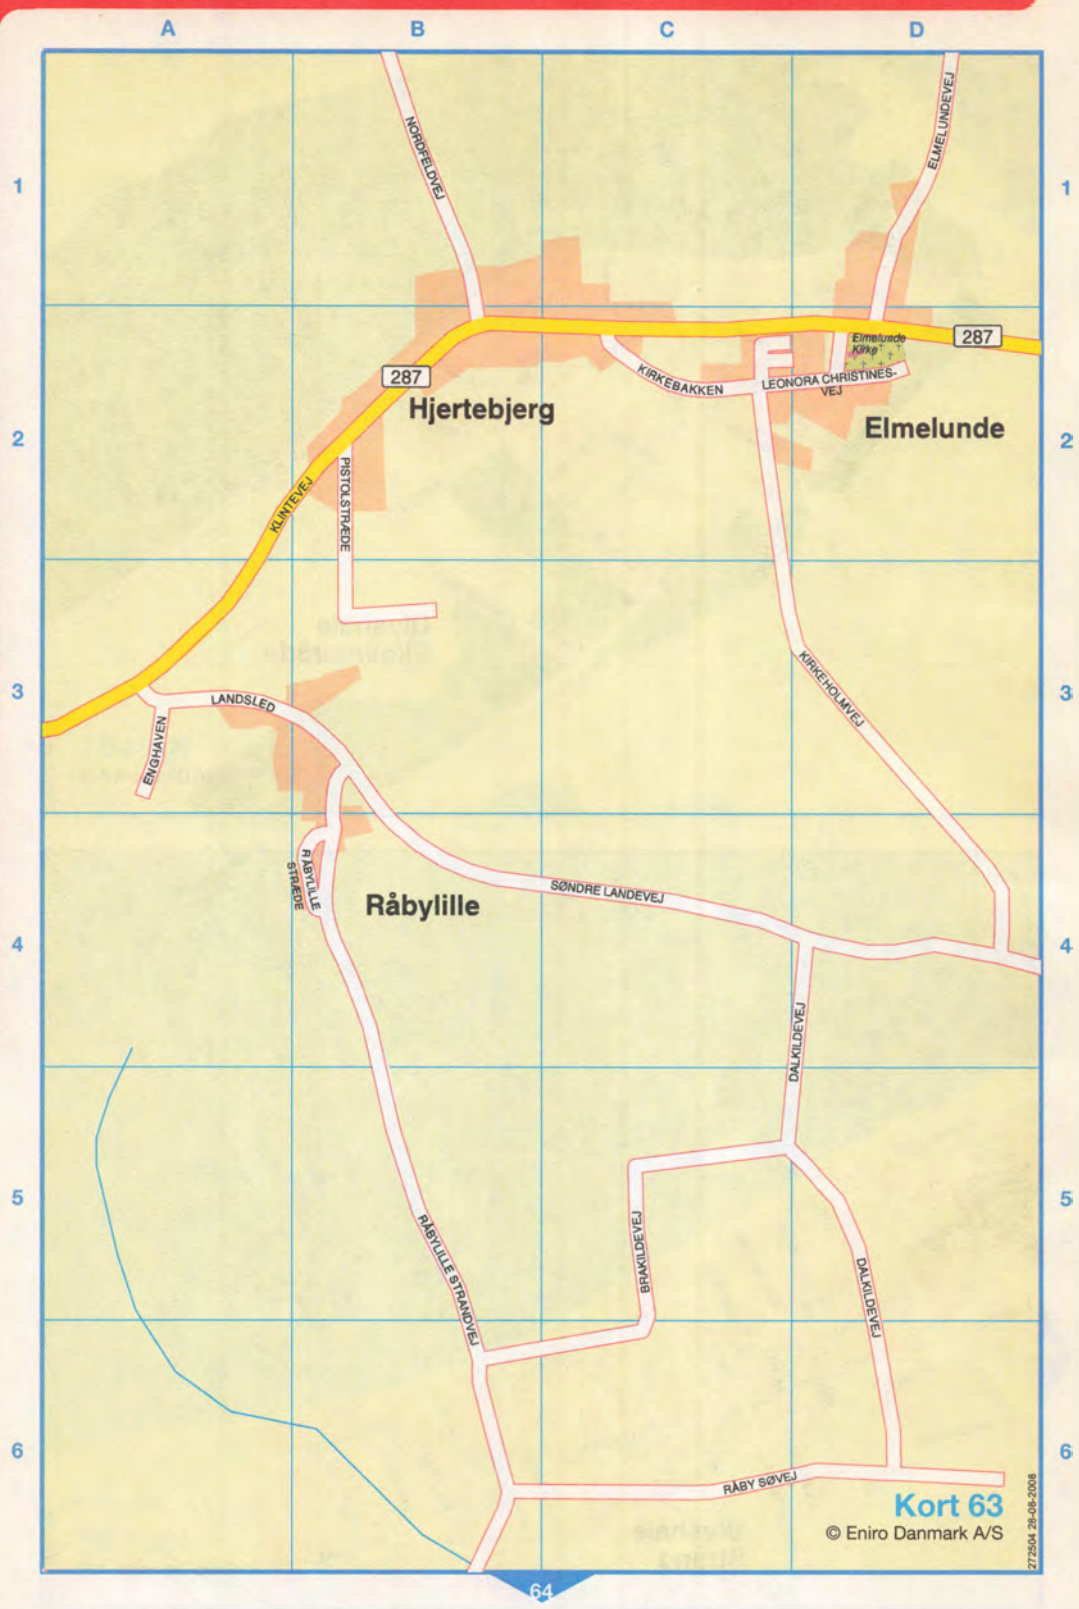 A B C D
1 1
2 2
3 3
4 4
5 5
6 6
NORDFELDVEJ
ELMELUNDEVEJ
Elmelunde
Kirke
287
287
KIRKEBAKKEN
LEONORA CHRISTINES-
VEJ
Hjertebjerg
Elmelunde
KLINTEVEJ
PISTOLSTRÆDE
KIRKEHOLMVEJ
LANDSLED
ENGHAVEN
RÅBYLILLE
STRÆDE
Råbylille
SØNDRE LANDEVEJ
DALKILDEVEJ
RÅBYLILLE STRANDVEJ
BRAKILDEVEJ
DALKILDEVEJ
RÅBY SØVEJ
Kort 63
© Eniro Danmark A/S
272504 28-08-2008
64